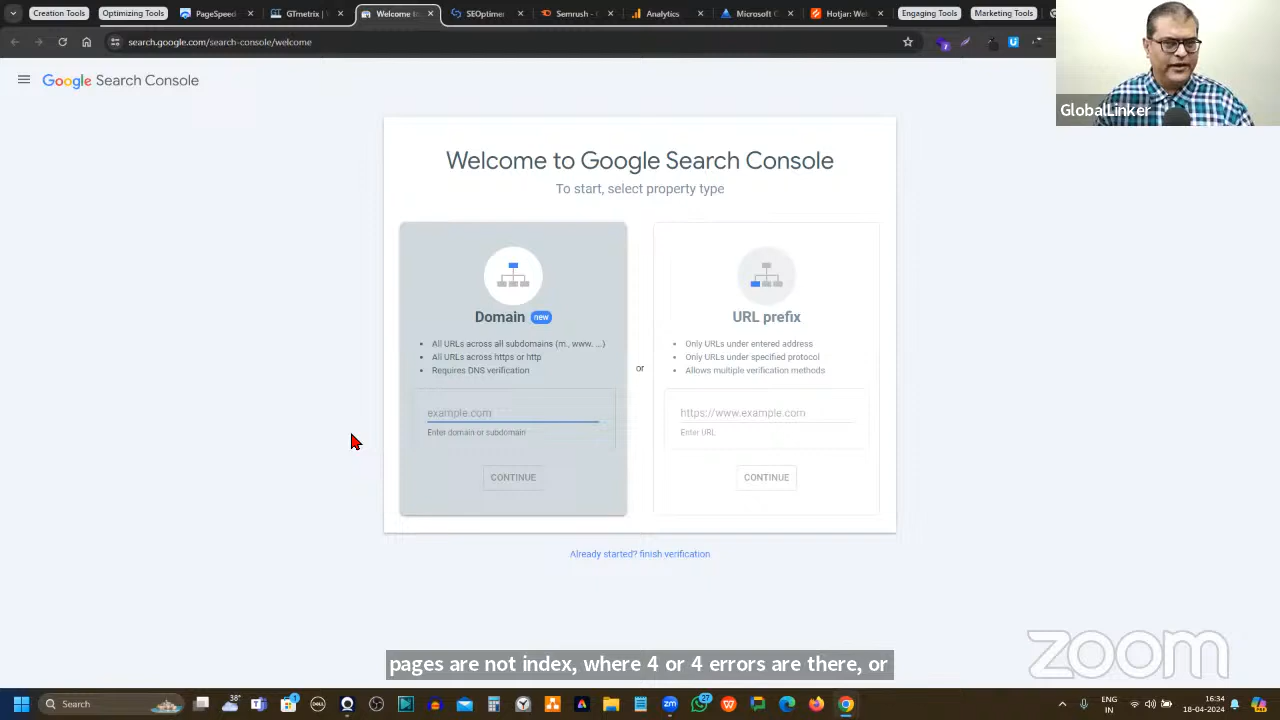 Creation Tools
Optimizing Tools
PageSpeed
GTmetrix
Welcome to
SEOptimer
Semrush -
Analytics
Microsoft C
Hotjar: We
Engaging Tools
Marketing Tools
search.google.com/search-console/welcome
GlobalLinker
Google Search Console
Welcome to Google Search Console
To start, select property type
Domain new
All URLs across all subdomains (m., www. ...)
All URLs across https or http
Requires DNS verification
example.com
Enter domain or subdomain
CONTINUE
or
URL prefix
Only URLs under entered address
Only URLs under specified protocol
Allows multiple verification methods
https://www.example.com
Enter URL
CONTINUE
Already started? finish verification
pages are not index, where 4 or 4 errors are there, or
zoom
Search
38°
27
ENG
IN
16:34
18-04-2024